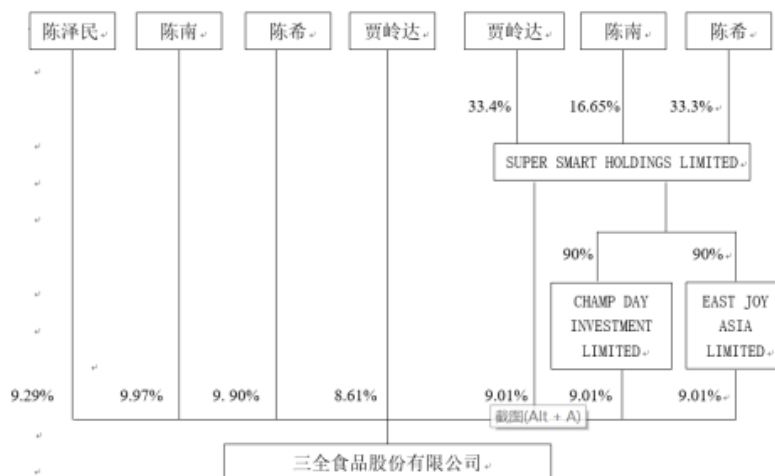 陈泽民
陈南
陈希
贾岭达
贾岭达
陈南
陈希
33.4%
16.65%
33.3%
SUPER SMART HOLDINGS LIMITED
90%
90%
CHAMP DAY
INVESTMENT
LIMITED
EAST JOY
ASIA
LIMITED
9.29%
9.97%
9.90%
8.61%
9.01%
9.01%
9.01%
截图(Alt + A)
三全食品股份有限公司